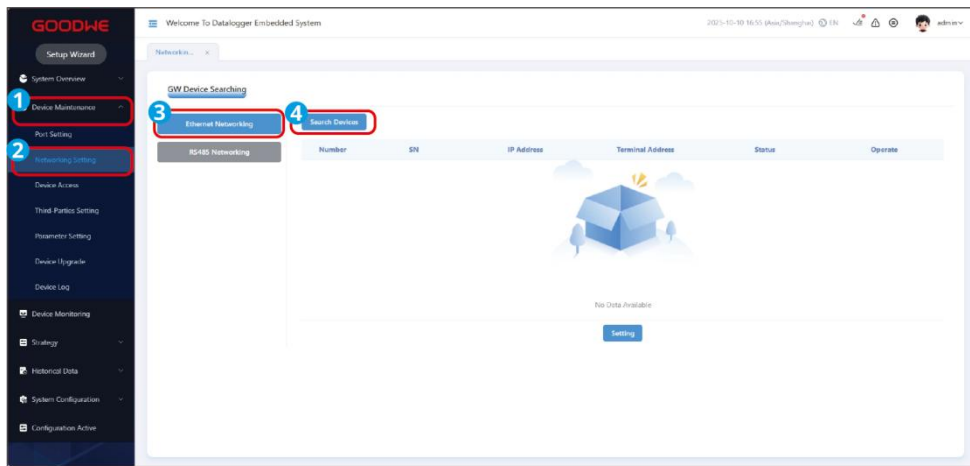 GOODWE
Welcome To Datalogger Embedded System
2025-10-10 16:55 (Asia/Shanghai)
EN
admin
Setup Wizard
Networkin... ×
System Overview
1
Device Maintenance
Port Setting
2
Networking Setting
Device Access
Third-Partics Setting
Parameter Setting
Device Upgrade
Device Log
Device Monitoring
Strategy
Historical Data
System Configuration
Configuration Active
GW Device Searching
3
Ethernet Networking
RS485 Networking
4
Search Devices
Number SN IP Address Terminal Address Status Operate
No Data Available
Setting